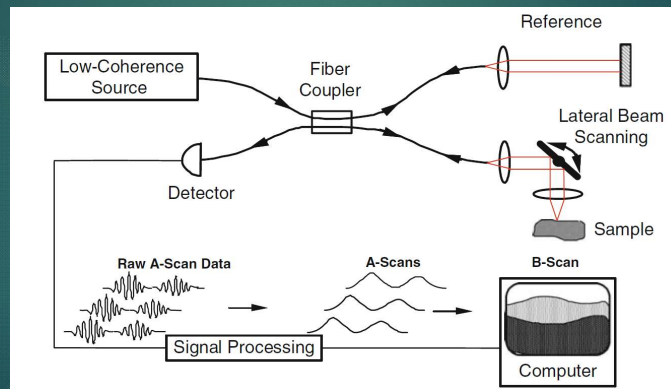 Reference
Low-Coherence
Source
Fiber
Coupler
Lateral Beam
Scanning
Detector
Sample
Raw A-Scan Data
A-Scans
B-Scan
Signal Processing
Computer